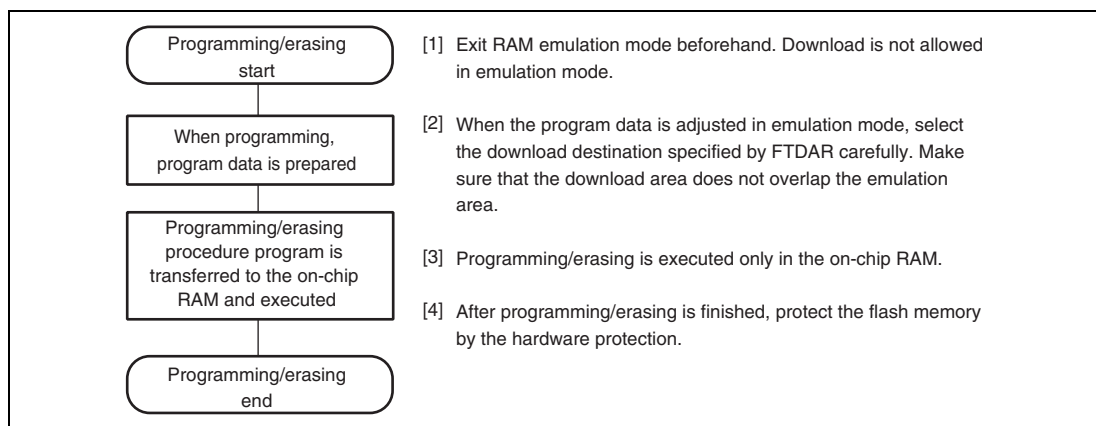 Programming/erasing
start
When programming,
program data is prepared
Programming/erasing
procedure program is
transferred to the on-chip
RAM and executed
Programming/erasing
end
[1] Exit RAM emulation mode beforehand. Download is not allowed
in emulation mode.
[2] When the program data is adjusted in emulation mode, select
the download destination specified by FTDAR carefully. Make
sure that the download area does not overlap the emulation
area.
[3] Programming/erasing is executed only in the on-chip RAM.
[4] After programming/erasing is finished, protect the flash memory
by the hardware protection.